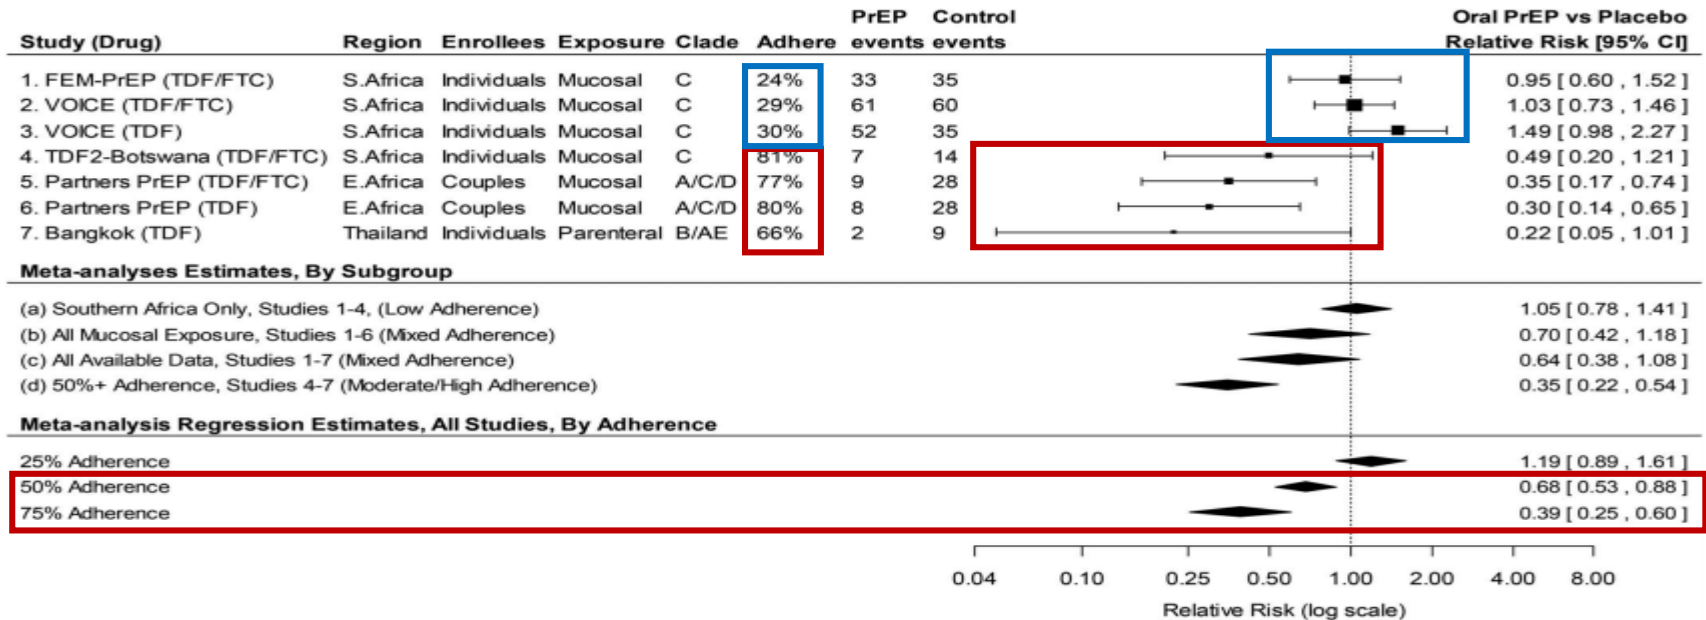 PrEP Control Oral PrEP vs Placebo
Study (Drug) Region Enrollees Exposure Clade Adhere events events Relative Risk [95% CI]
1. FEM-PrEP (TDF/FTC) S.Africa Individuals Mucosal C 24% 33 35 0.95 [ 0.60 , 1.52 ]
2. VOICE (TDF/FTC) S.Africa Individuals Mucosal C 29% 61 60 1.03 [ 0.73 , 1.46 ]
3. VOICE (TDF) S.Africa Individuals Mucosal C 30% 52 35 1.49 [ 0.98 , 2.27 ]
4. TDF2-Botswana (TDF/FTC) S.Africa Individuals Mucosal C 81% 7 14 0.49 [ 0.20 , 1.21 ]
5. Partners PrEP (TDF/FTC) E.Africa Couples Mucosal A/C/D 77% 9 28 0.35 [ 0.17 , 0.74 ]
6. Partners PrEP (TDF) E.Africa Couples Mucosal A/C/D 80% 8 28 0.30 [ 0.14 , 0.65 ]
7. Bangkok (TDF) Thailand Individuals Parenteral B/AE 66% 2 9 0.22 [ 0.05 , 1.01 ]
Meta-analyses Estimates, By Subgroup
(a) Southern Africa Only, Studies 1-4, (Low Adherence) 1.05 [ 0.78 , 1.41 ]
(b) All Mucosal Exposure, Studies 1-6 (Mixed Adherence) 0.70 [ 0.42 , 1.18 ]
(c) All Available Data, Studies 1-7 (Mixed Adherence) 0.64 [ 0.38 , 1.08 ]
(d) 50%+ Adherence, Studies 4-7 (Moderate/High Adherence) 0.35 [ 0.22 , 0.54 ]
Meta-analysis Regression Estimates, All Studies, By Adherence
25% Adherence 1.19 [ 0.89 , 1.61 ]
50% Adherence 0.68 [ 0.53 , 0.88 ]
75% Adherence 0.39 [ 0.25 , 0.60 ]
0.04 0.10 0.25 0.50 1.00 2.00 4.00 8.00
Relative Risk (log scale)